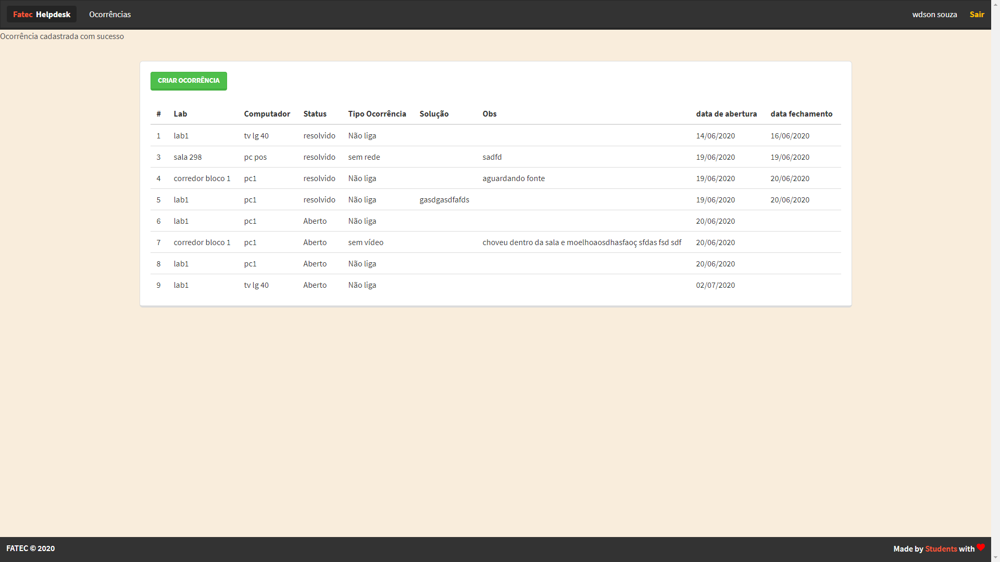 Fatec Helpdesk Ocorrências wdson souza Sair
Ocorrência cadastrada com sucesso
CRIAR OCORRÊNCIA
# Lab Computador Status Tipo Ocorrência Solução Obs data de abertura data fechamento
1 lab1 tv lg 40 resolvido Não liga 14/06/2020 16/06/2020
3 sala 298 pc pos resolvido sem rede sadfd 19/06/2020 19/06/2020
4 corredor bloco 1 pc1 resolvido Não liga aguardando fonte 19/06/2020 20/06/2020
5 lab1 pc1 resolvido Não liga gasdgasdfafds 19/06/2020 20/06/2020
6 lab1 pc1 Aberto Não liga 20/06/2020
7 corredor bloco 1 pc1 Aberto sem vídeo choveu dentro da sala e moelhoaosdhasfaoç sfdas fsd sdf 20/06/2020
8 lab1 pc1 Aberto Não liga 20/06/2020
9 lab1 tv lg 40 Aberto Não liga 02/07/2020
FATEC © 2020 Made by Students with ❤